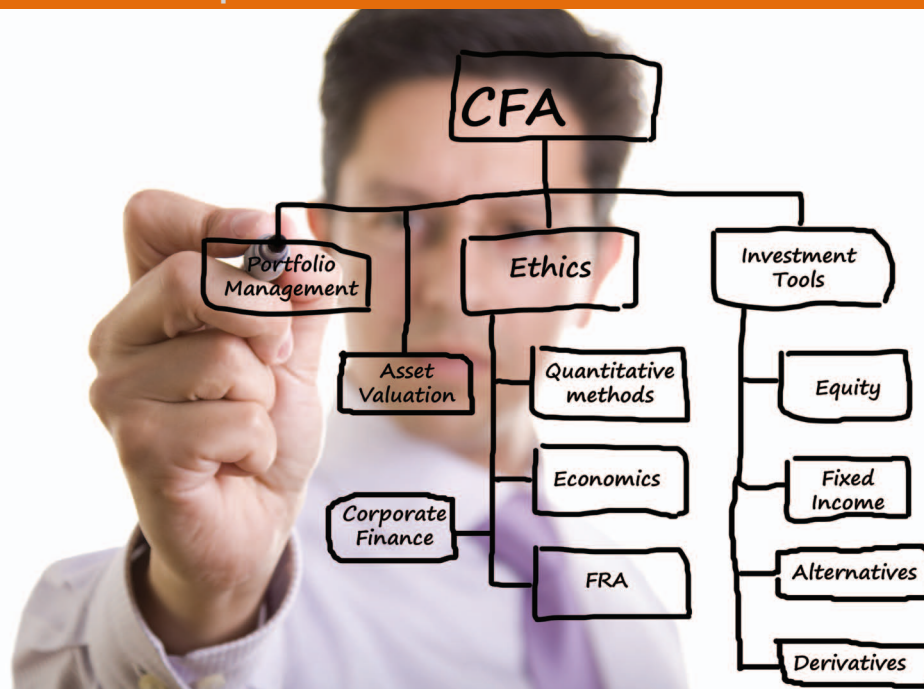 CFA
Portfolio
Management
Ethics
Investment
Tools
Asset
Valuation
Quantitative
methods
Equity
Economics
Fixed
Income
Corporate
Finance
FRA
Alternatives
Derivatives